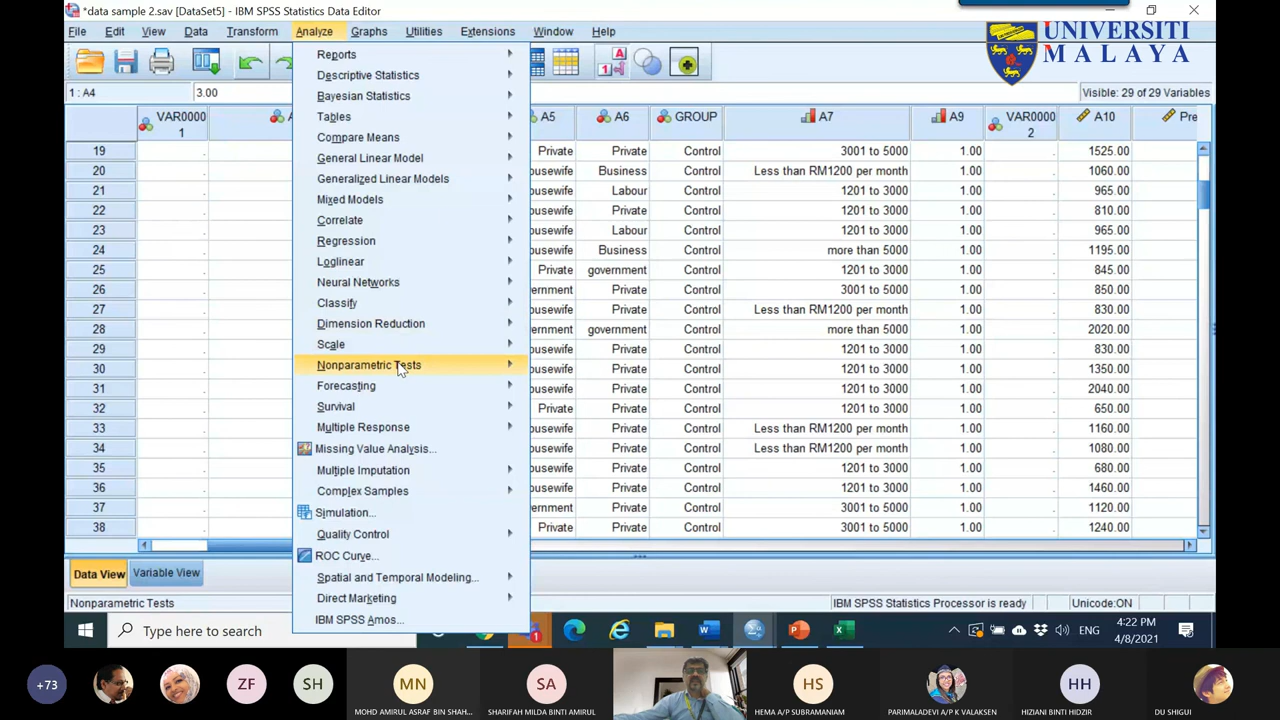 *data sample 2.sav [DataSet5] - IBM SPSS Statistics Data Editor
File Edit View Data Transform Analyze Graphs Utilities Extensions Window Help
UNIVERSITI
MALAYA
1 : A4 3.00 Visible: 29 of 29 Variables
VAR0000
1
A
A5 A6 GROUP A7 A9 VAR0000
2
A10 Pre
19 . Private Private Control 3001 to 5000 1.00 . 1525.00
20 . ousewife Business Control Less than RM1200 per month 1.00 . 1060.00
21 . ousewife Labour Control 1201 to 3000 1.00 . 965.00
22 . ousewife Private Control 1201 to 3000 1.00 . 810.00
23 . ousewife Labour Control 1201 to 3000 1.00 . 965.00
24 . ousewife Business Control more than 5000 1.00 . 1195.00
25 . Private government Control 1201 to 3000 1.00 . 845.00
26 . ernment Private Control 3001 to 5000 1.00 . 850.00
27 . ousewife Private Control Less than RM1200 per month 1.00 . 830.00
28 . ernment government Control more than 5000 1.00 . 2020.00
29 . ousewife Private Control 1201 to 3000 1.00 . 830.00
30 . ousewife Private Control 1201 to 3000 1.00 . 1350.00
31 . ousewife Private Control 1201 to 3000 1.00 . 2040.00
32 . Private Private Control 1201 to 3000 1.00 . 650.00
33 . ousewife Private Control Less than RM1200 per month 1.00 . 1160.00
34 . ousewife Private Control Less than RM1200 per month 1.00 . 1080.00
35 . ousewife Private Control 1201 to 3000 1.00 . 680.00
36 . ousewife Private Control 1201 to 3000 1.00 . 1460.00
37 . ernment Private Control 3001 to 5000 1.00 . 1120.00
38 . Private Private Control 3001 to 5000 1.00 . 1240.00
Reports
Descriptive Statistics
Bayesian Statistics
Tables
Compare Means
General Linear Model
Generalized Linear Models
Mixed Models
Correlate
Regression
Loglinear
Neural Networks
Classify
Dimension Reduction
Scale
Nonparametric Tests
Forecasting
Survival
Multiple Response
Missing Value Analysis...
Multiple Imputation
Complex Samples
Simulation...
Quality Control
ROC Curve...
Spatial and Temporal Modeling...
Direct Marketing
IBM SPSS Amos...
Data View Variable View
Nonparametric Tests IBM SPSS Statistics Processor is ready Unicode:ON
Type here to search
ENG
4:22 PM
4/8/2021
+73 ZF SH MN SA HS HH
MOHD AMIRUL ASRAF BIN SHAH... SHARIFAH MILDA BINTI AMIRUL HEMA A/P SUBRAMANIAM PARIMALADEVI A/P K VALAKSEN HIZIANI BINTI HIDZIR DU SHIGUI